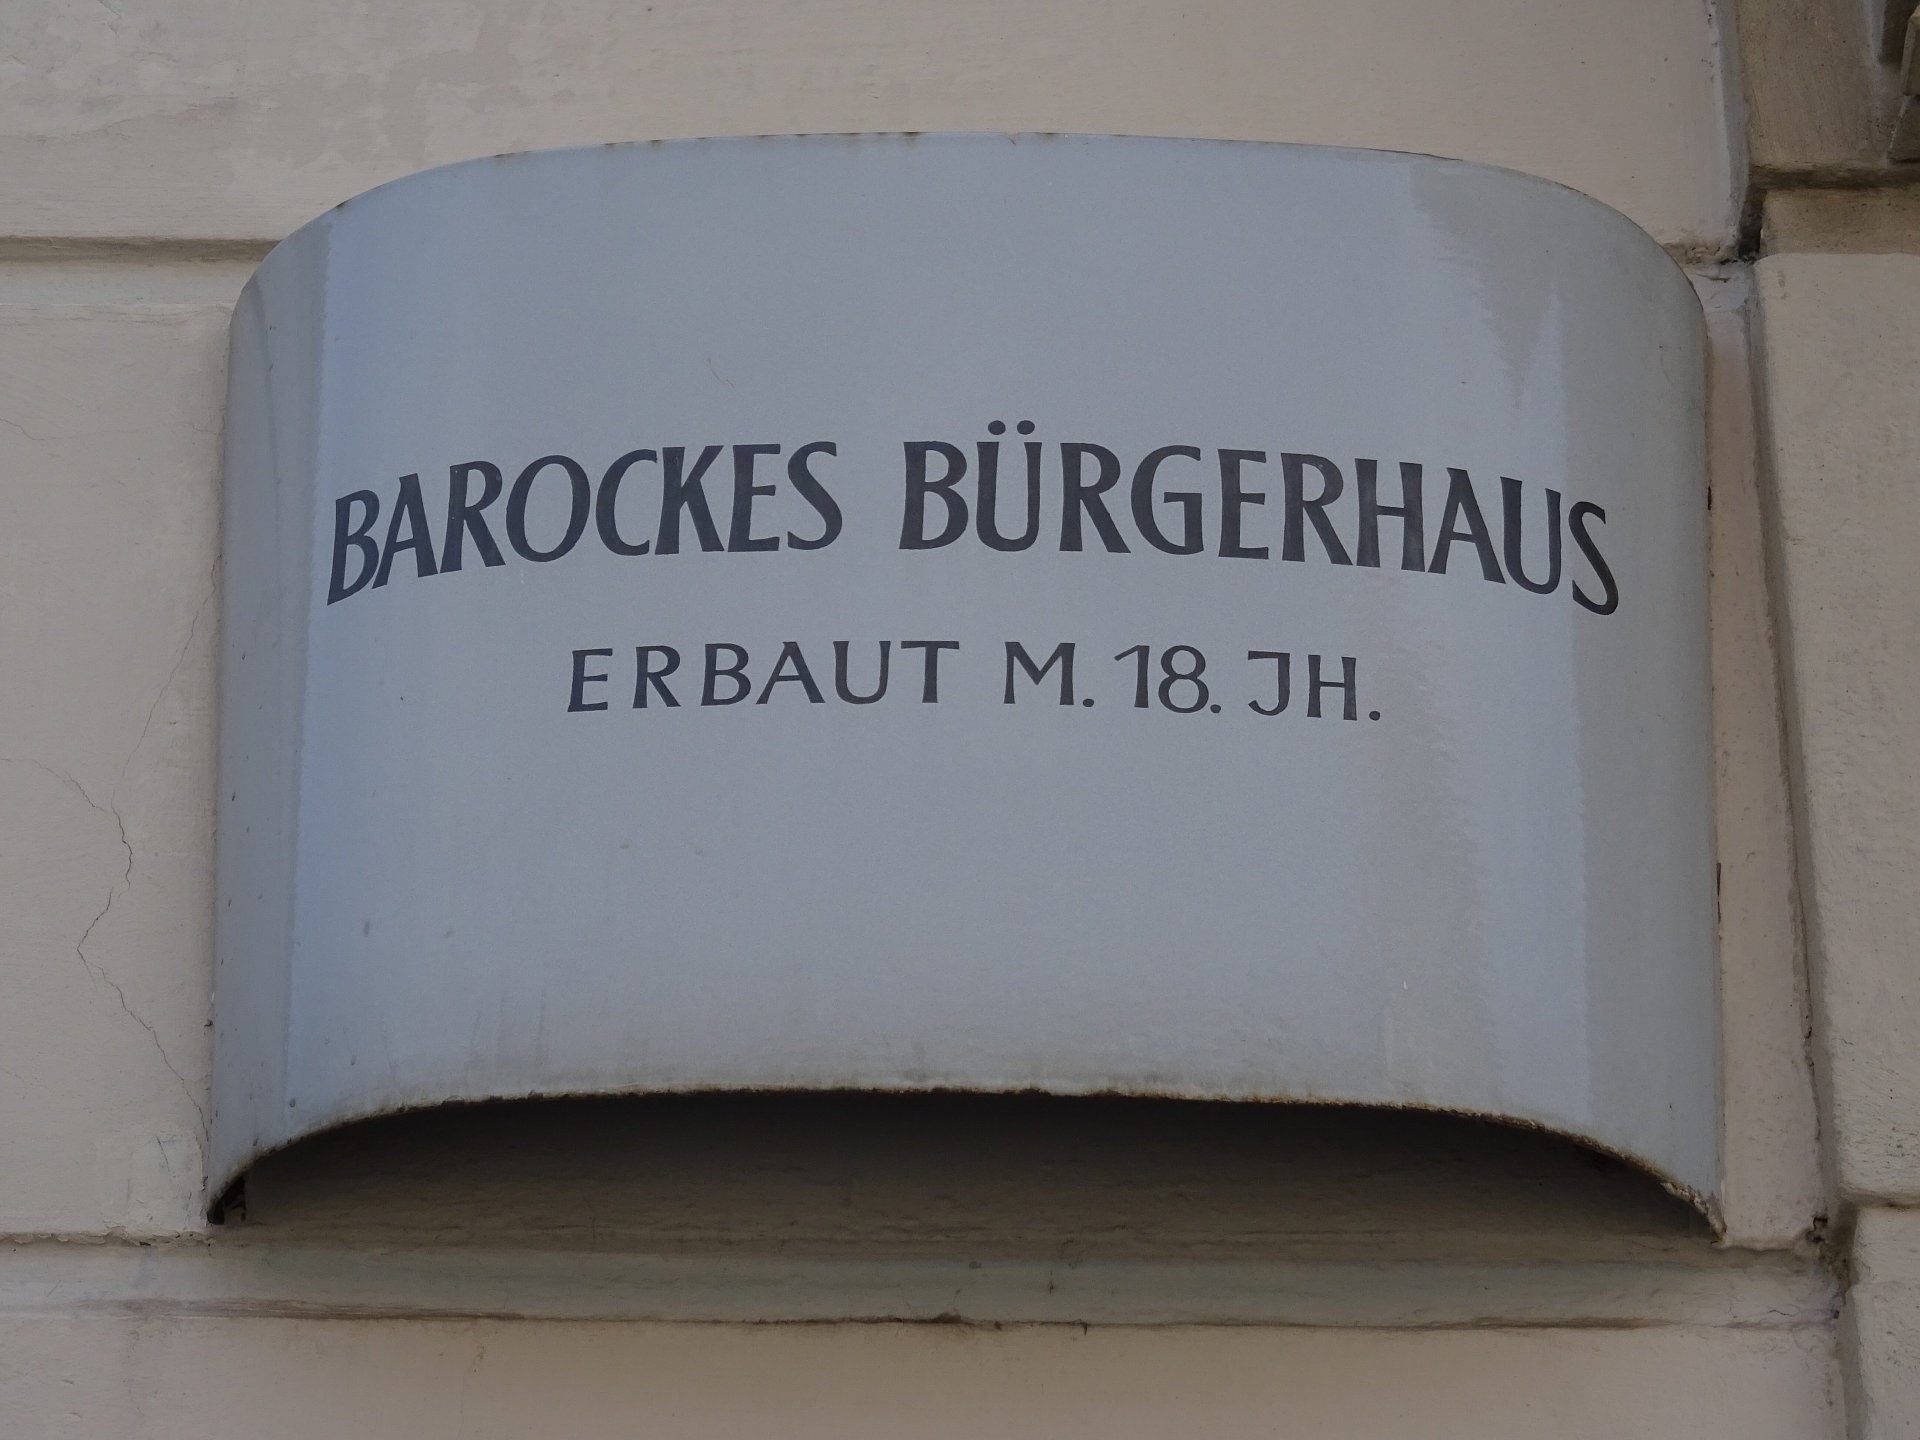 BAROCKES BÜRGERHAUS
ERBAUT M. 18. JH.